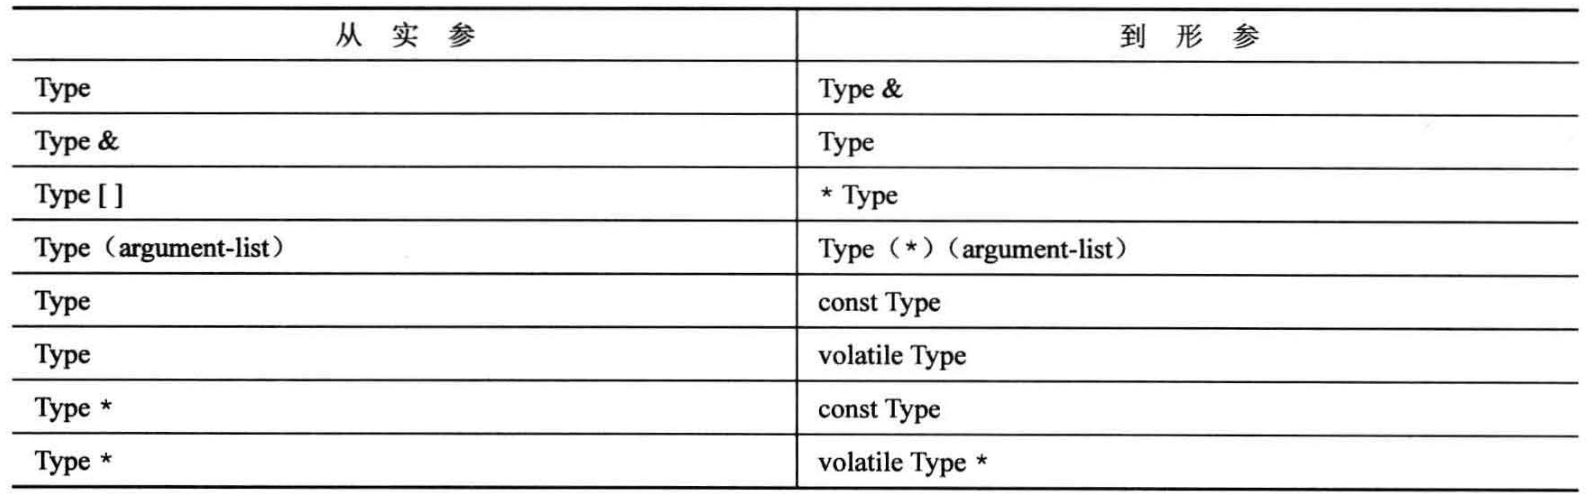 从 实 参 到 形 参
Type Type &
Type & Type
Type [ ] * Type
Type（argument-list） Type（*）（argument-list）
Type const Type
Type volatile Type
Type * const Type
Type * volatile Type *